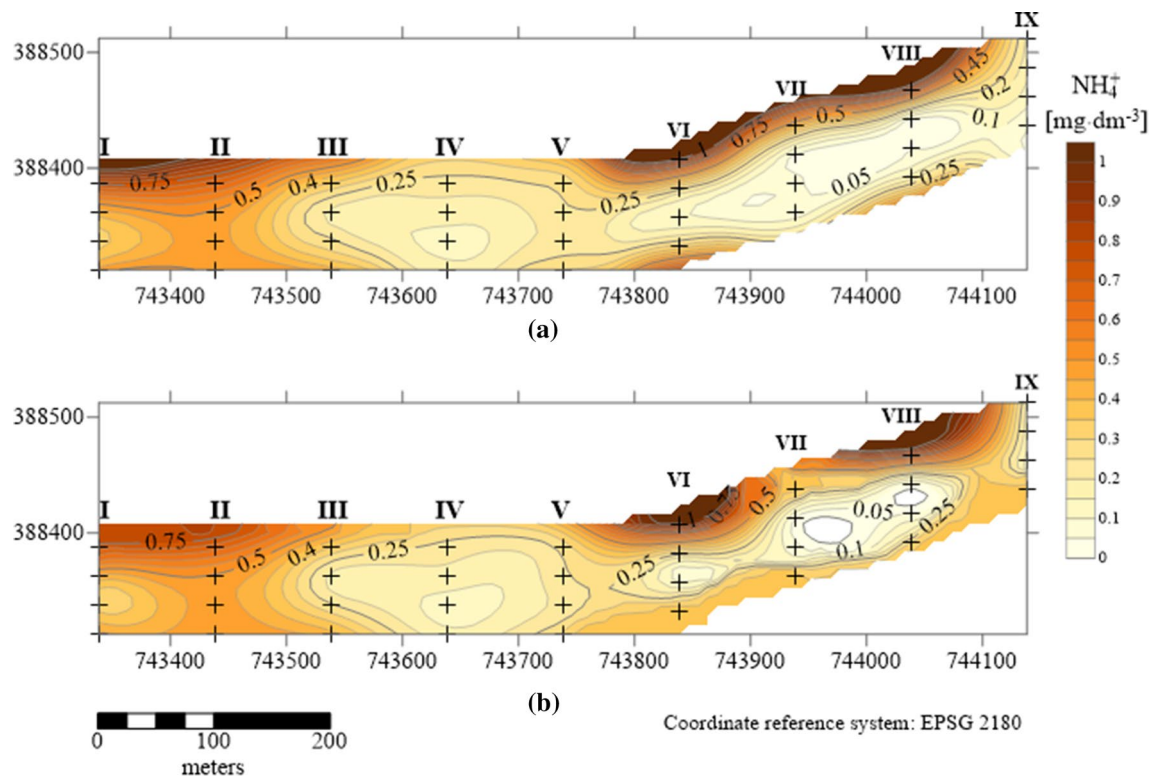 IX
388500
VIII
0.45
NH₄⁺
VII
0.2
[mg·dm⁻³]
0.5
0.1
I II III IV V VI
0.75
1
1
388400
0.75 0.5 0.4 0.25
0.25
0.05
0.25
0.9
0.8
0.7
743400 743500 743600 743700 743800 743900 744000 744100
0.6
(a)
0.5
0.4
IX
388500
0.3
VIII
VII
0.2
I II III IV V VI
0.75
0.5
0.1
1
0.05
0.25
388400
0.75 0.5 0.4 0.25
0.25
0.1
0
743400 743500 743600 743700 743800 743900 744000 744100
(b)
Coordinate reference system: EPSG 2180
0 100 200
meters